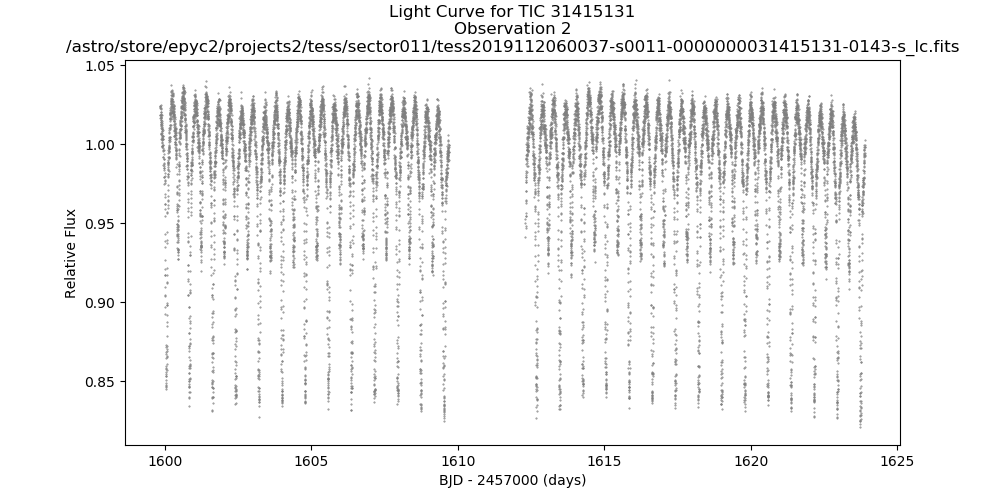 Light Curve for TIC 31415131
Observation 2
/astro/store/epyc2/projects2/tess/sector011/tess2019112060037-s0011-0000000031415131-0143-s_lc.fits
1.05
1.00
0.95
0.90
0.85
Relative Flux
1600
1605
1610
1615
1620
1625
BJD - 2457000 (days)